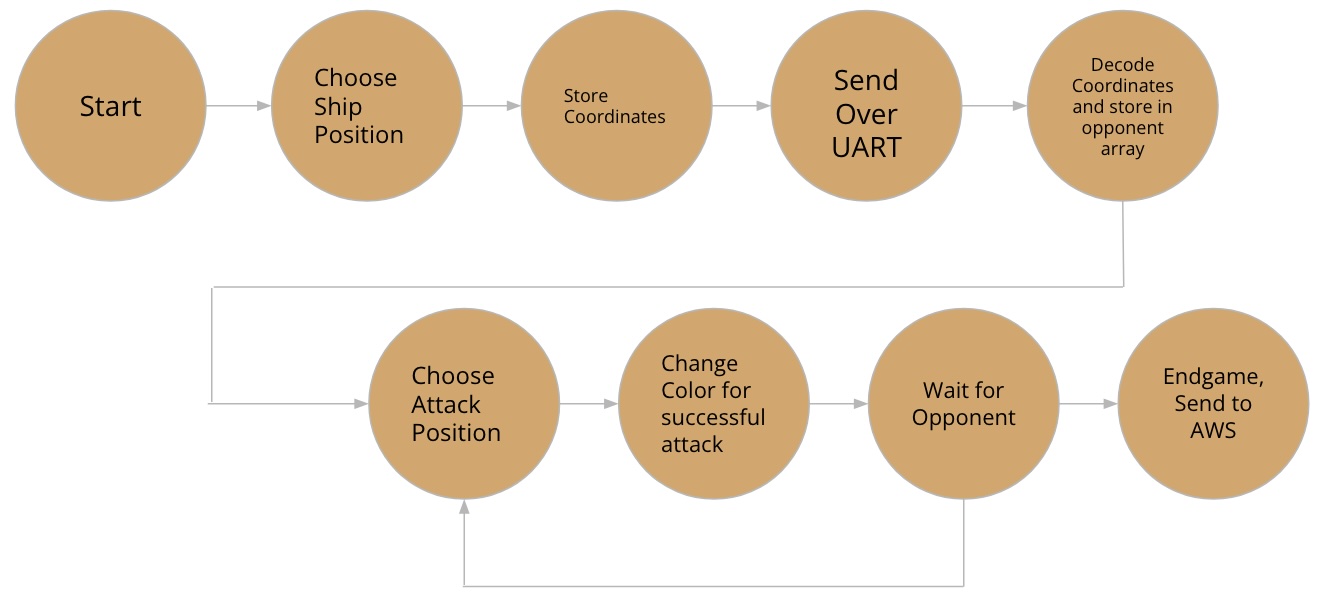 Start
Choose
Ship
Position
Store
Coordinates
Send
Over
UART
Decode
Coordinates
and store in
opponent
array
Choose
Attack
Position
Change
Color for
successful
attack
Wait for
Opponent
Endgame,
Send to
AWS